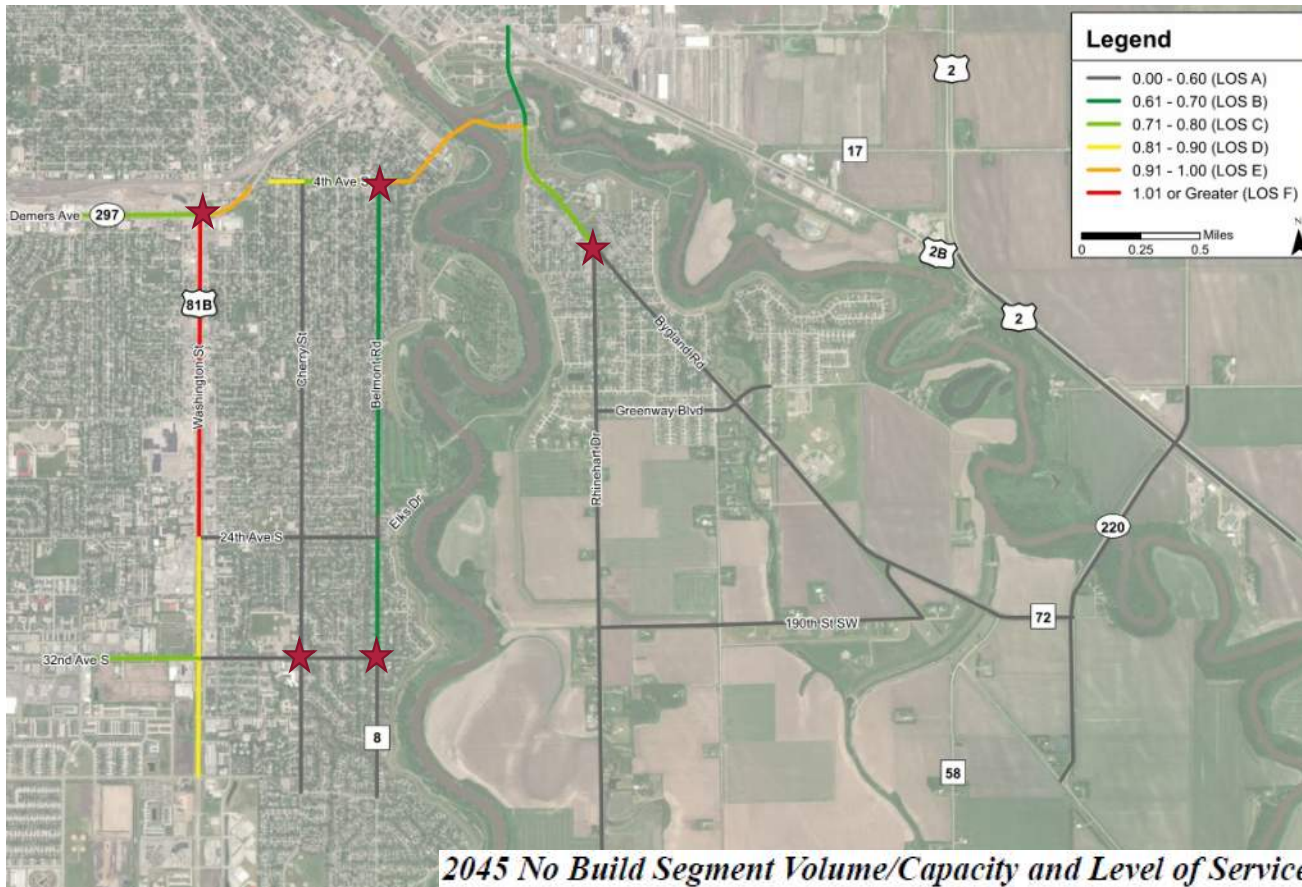 Legend
0.00 - 0.60 (LOS A)
0.61 - 0.70 (LOS B)
0.71 - 0.80 (LOS C)
0.81 - 0.90 (LOS D)
0.91 - 1.00 (LOS E)
1.01 or Greater (LOS F)
Miles
0 0.25 0.5
N
2
17
4th Ave S
Demers Ave 297
2B
81B
2
Washington St
Cherry St
Belmont Rd
Bygland Rd
Greenway Blvd
Rhinehart Dr
Elks Dr
24th Ave S
220
72
190th St SW
32nd Ave S
8
58
2045 No Build Segment Volume/Capacity and Level of Service